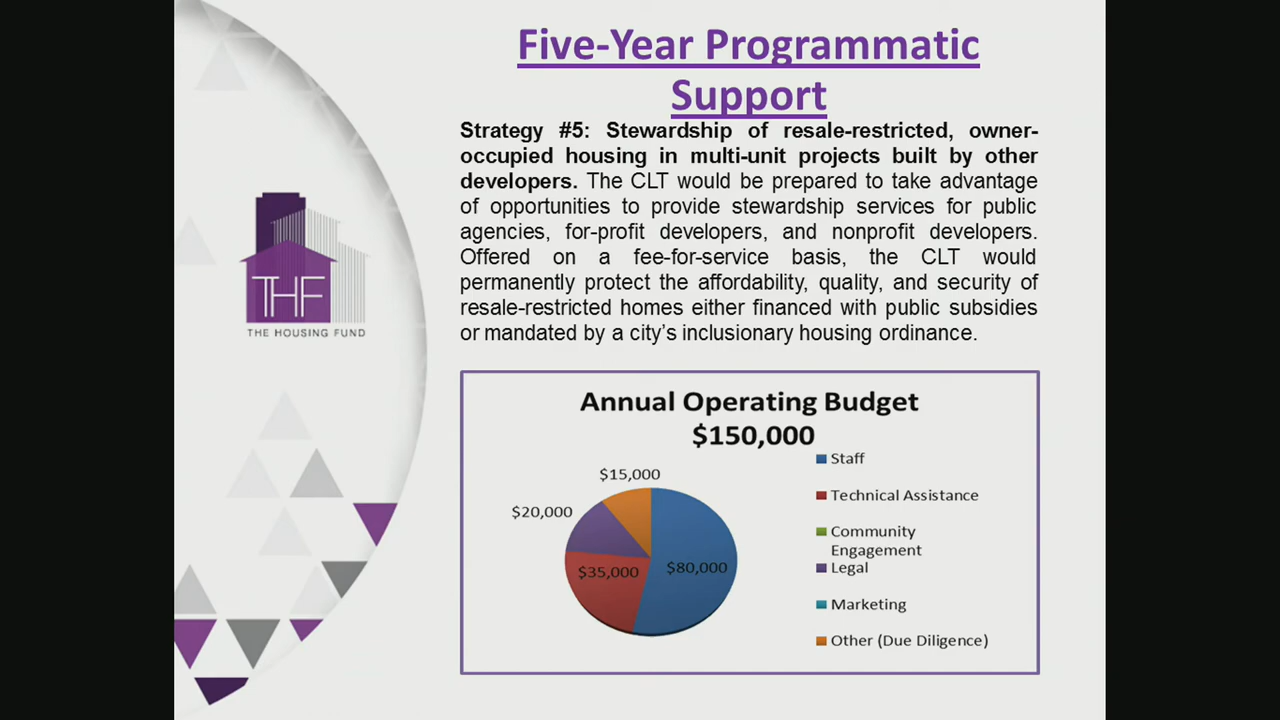 Five-Year Programmatic
Support
Strategy #5: Stewardship of resale-restricted, owner-
occupied housing in multi-unit projects built by other
developers. The CLT would be prepared to take advantage
of opportunities to provide stewardship services for public
agencies, for-profit developers, and nonprofit developers.
Offered on a fee-for-service basis, the CLT would
permanently protect the affordability, quality, and security of
resale-restricted homes either financed with public subsidies
or mandated by a city's inclusionary housing ordinance.
THF
THE HOUSING FUND
Annual Operating Budget
$150,000
$15,000
$20,000
$35,000
$80,000
Staff
Technical Assistance
Community
Engagement
Legal
Marketing
Other (Due Diligence)